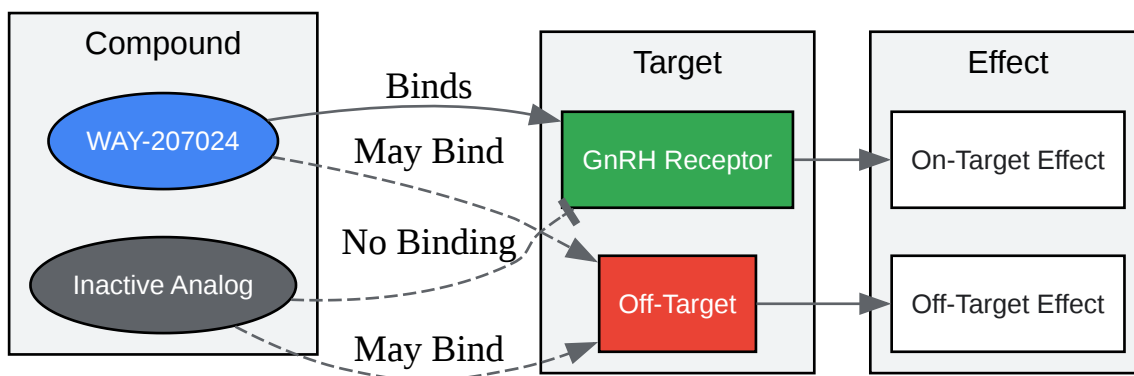 Compound
Target
Effect
Binds
WAY-207024
May Bind
GnRH Receptor
On-Target Effect
No Binding
Inactive Analog
Off-Target
Off-Target Effect
May Bind